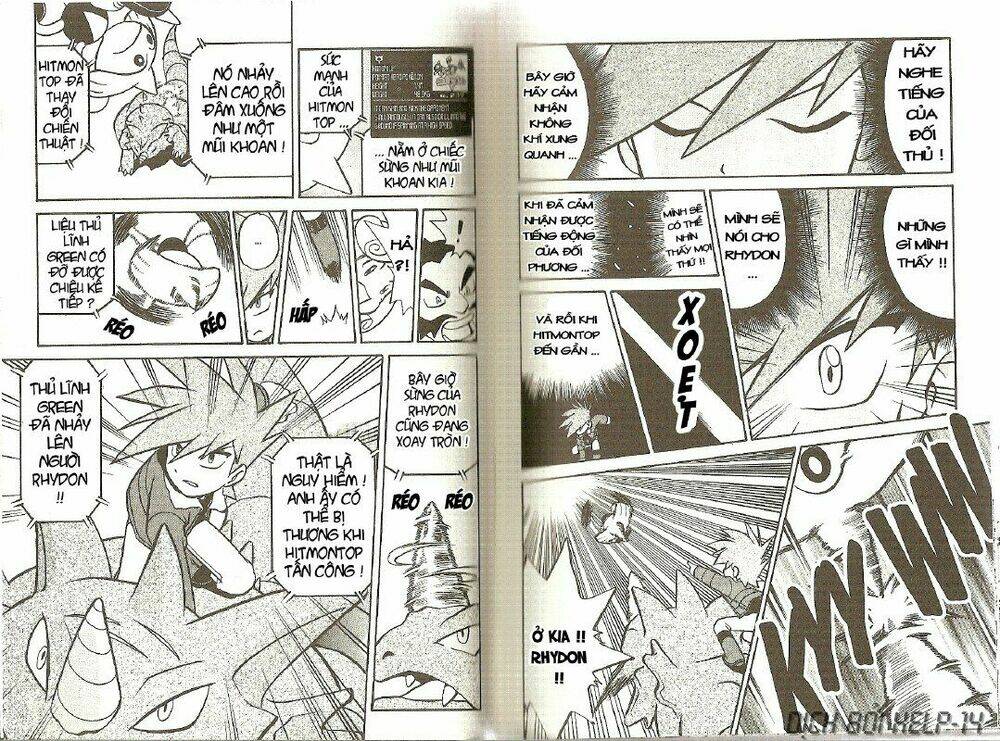 HÃY
NGHE
TIẾNG
CỦA
ĐỐI
THỦ !
BÂY GIỜ
HÃY CẢM
NHẬN
KHÔNG
KHÍ XUNG
QUANH ...
NHỮNG
GÌ MÌNH
THẤY !!
MÌNH SẼ
NÓI CHO
RHYDON
...
MÌNH SẼ
CÓ THỂ
NHÌN
THẤY MỌI
THỨ !!
KHI ĐÃ CẢM
NHẬN ĐƯỢC
TIẾNG ĐỘNG
CỦA ĐỐI
PHƯƠNG ...
XOẸT
VÀ RỒI KHI
HITMONTOP
ĐẾN GẦN ...
KYYWWN!
Ở KIA !!
RHYDON
!!
SỨC
MẠNH
CỦA
HITMON
TOP ...
... NẰM Ở CHIẾC
SỪNG NHƯ MŨI
KHOAN KIA !
NÓ NHẢY
LÊN CAO RỒI
ĐÂM XUỐNG
NHƯ MỘT
MŨI KHOAN !
HITMON
TOP ĐÃ
THAY
ĐỔI
CHIẾN
THUẬT !
!
HẢ
?!
HẤP
...
RÉO
RÉO
LIỆU THỦ
LĨNH
GREEN CÓ
ĐỠ ĐƯỢC
CHIÊU KẾ
TIẾP ?
BÂY GIỜ
SỪNG CỦA
RHYDON
CŨNG ĐANG
XOAY TRÒN ...
RÉO
RÉO
THẬT LÀ
NGUY HIỂM !
ANH ẤY CÓ
THỂ BỊ
THƯƠNG KHI
HITMONTOP
TẤN CÔNG !
THỦ LĨNH
GREEN
ĐÃ NHẢY
LÊN
NGƯỜI
RHYDON
!!
DỊCH BỞI YELP-14